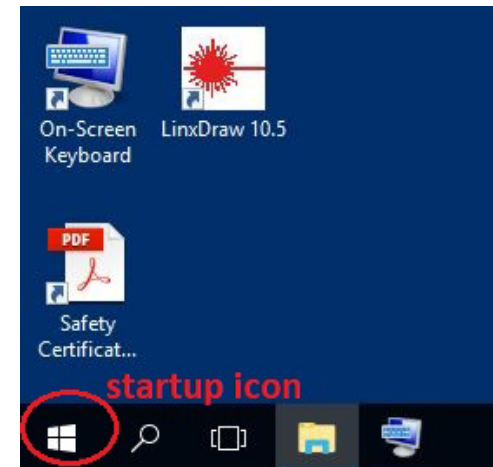 On-Screen
Keyboard
LinxDraw 10.5
PDF
Safety
Certificat...
startup icon